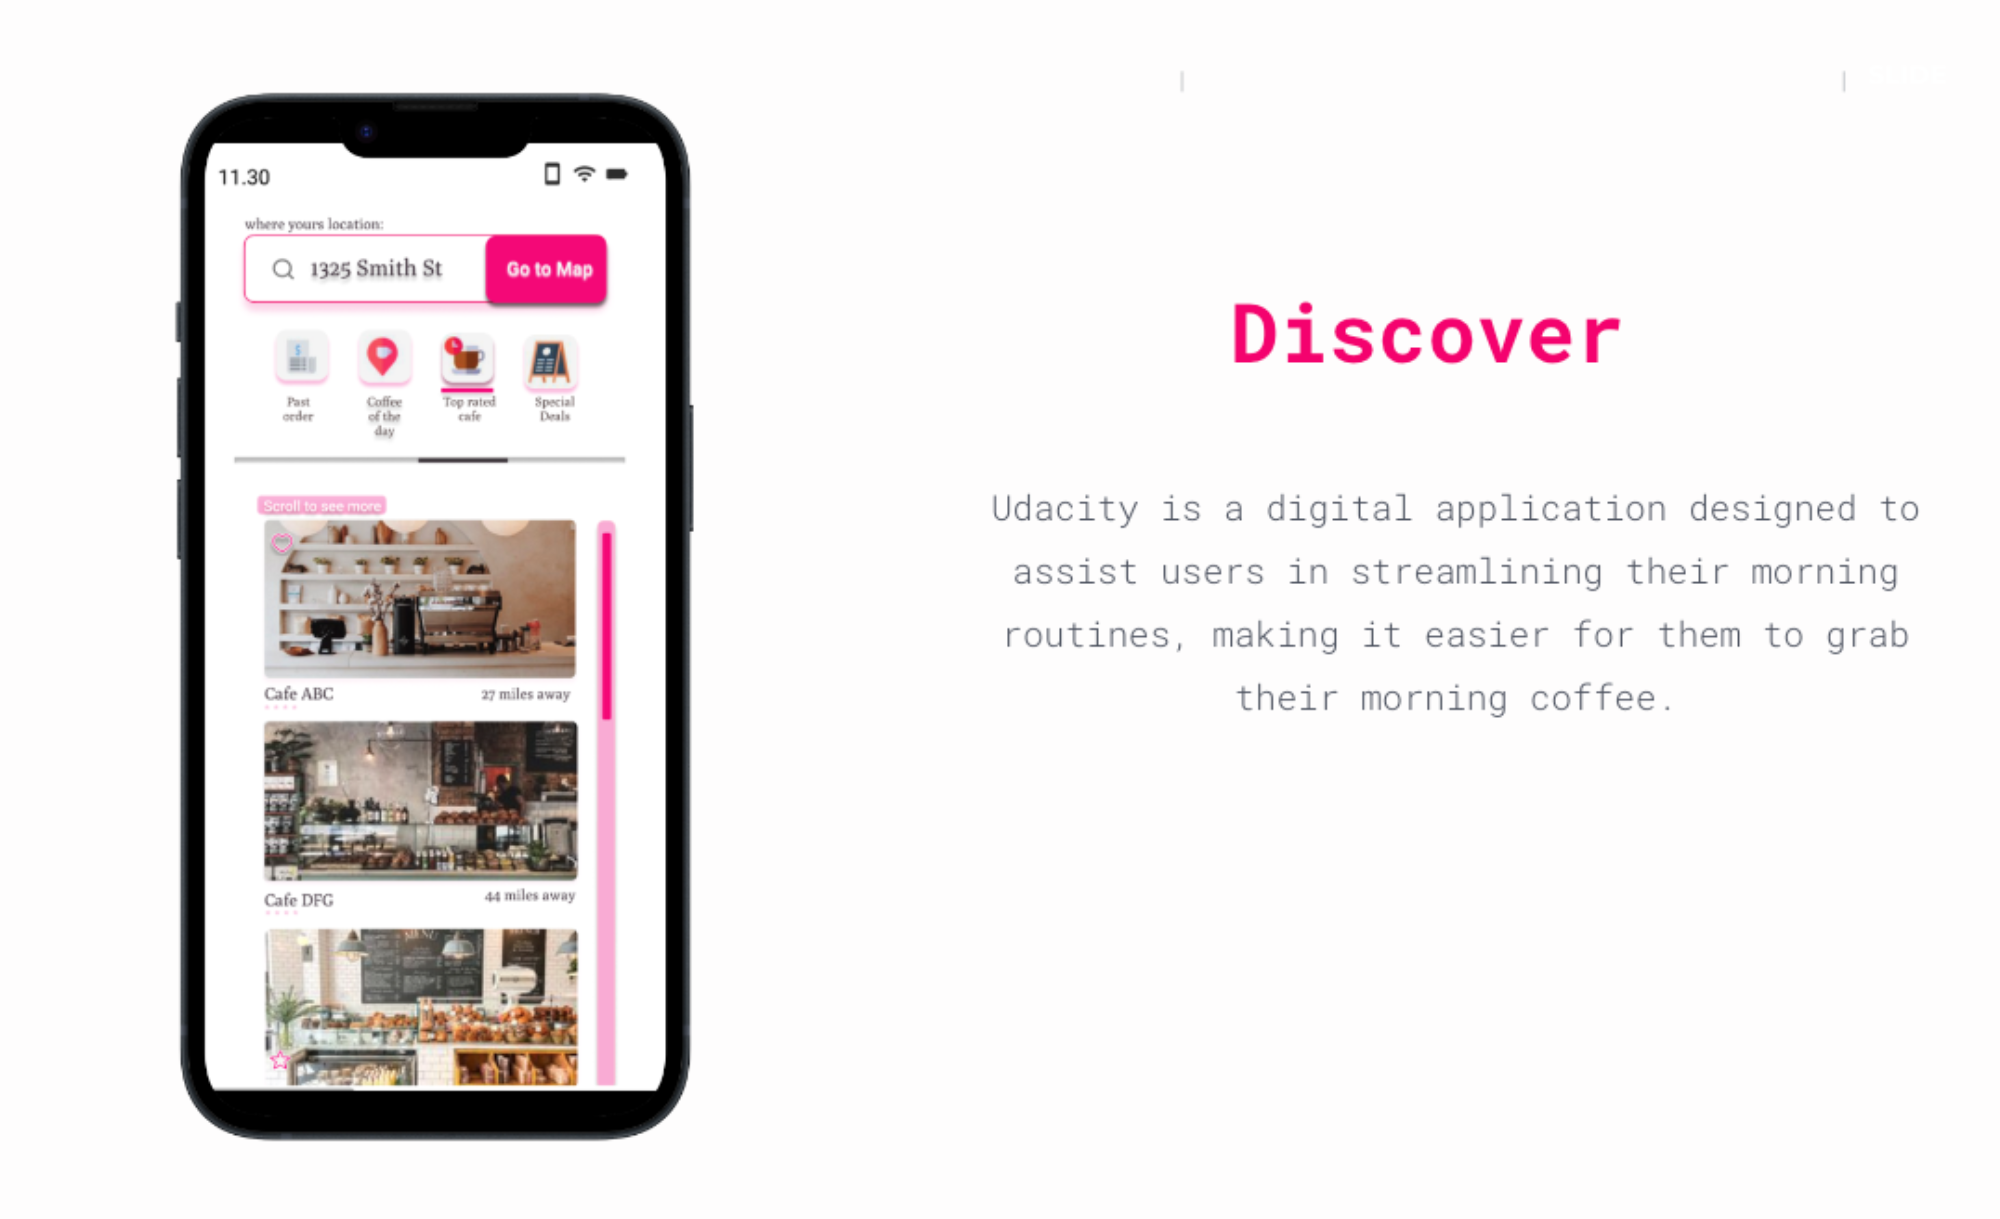 11.30
where yours location:
1325 Smith St
Go to Map
Past
order
Coffee
of the
day
Top rated
cafe
Special
Deals
Scroll to see more
Cafe ABC
27 miles away
Cafe DFG
44 miles away
MENU
Discover
Udacity is a digital application designed to
assist users in streamlining their morning
routines, making it easier for them to grab
their morning coffee.